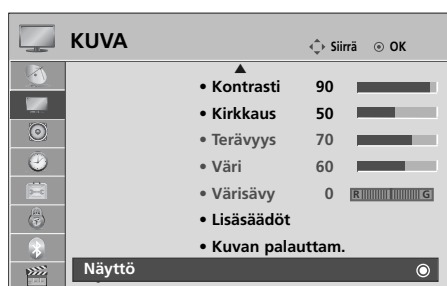 KUVA Siirrä OK
• Kontrasti 90
• Kirkkaus 50
• Terävyys 70
• Väri 60
• Värisävy 0 R G
• Lisäsäädöt
• Kuvan palauttam.
Näyttö